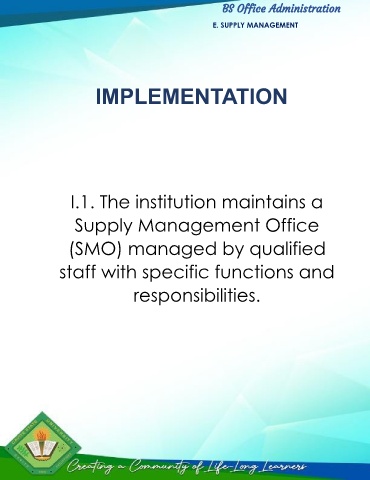 BS Office Administration
E. SUPPLY MANAGEMENT
IMPLEMENTATION
I.1. The institution maintains a
Supply Management Office
(SMO) managed by qualified
staff with specific functions and
responsibilities.
Creating a Community of Life-Long Learners